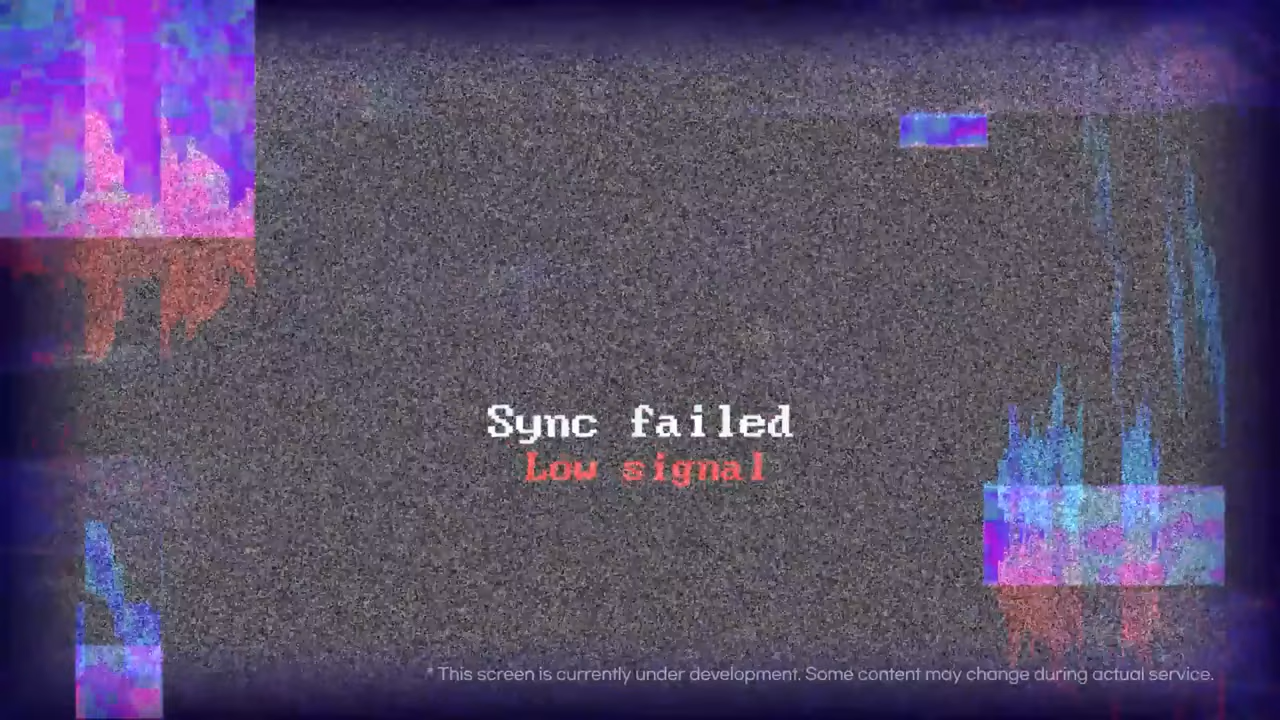 Sync failed
Low signal
* This screen is currently under development. Some content may change during actual service.